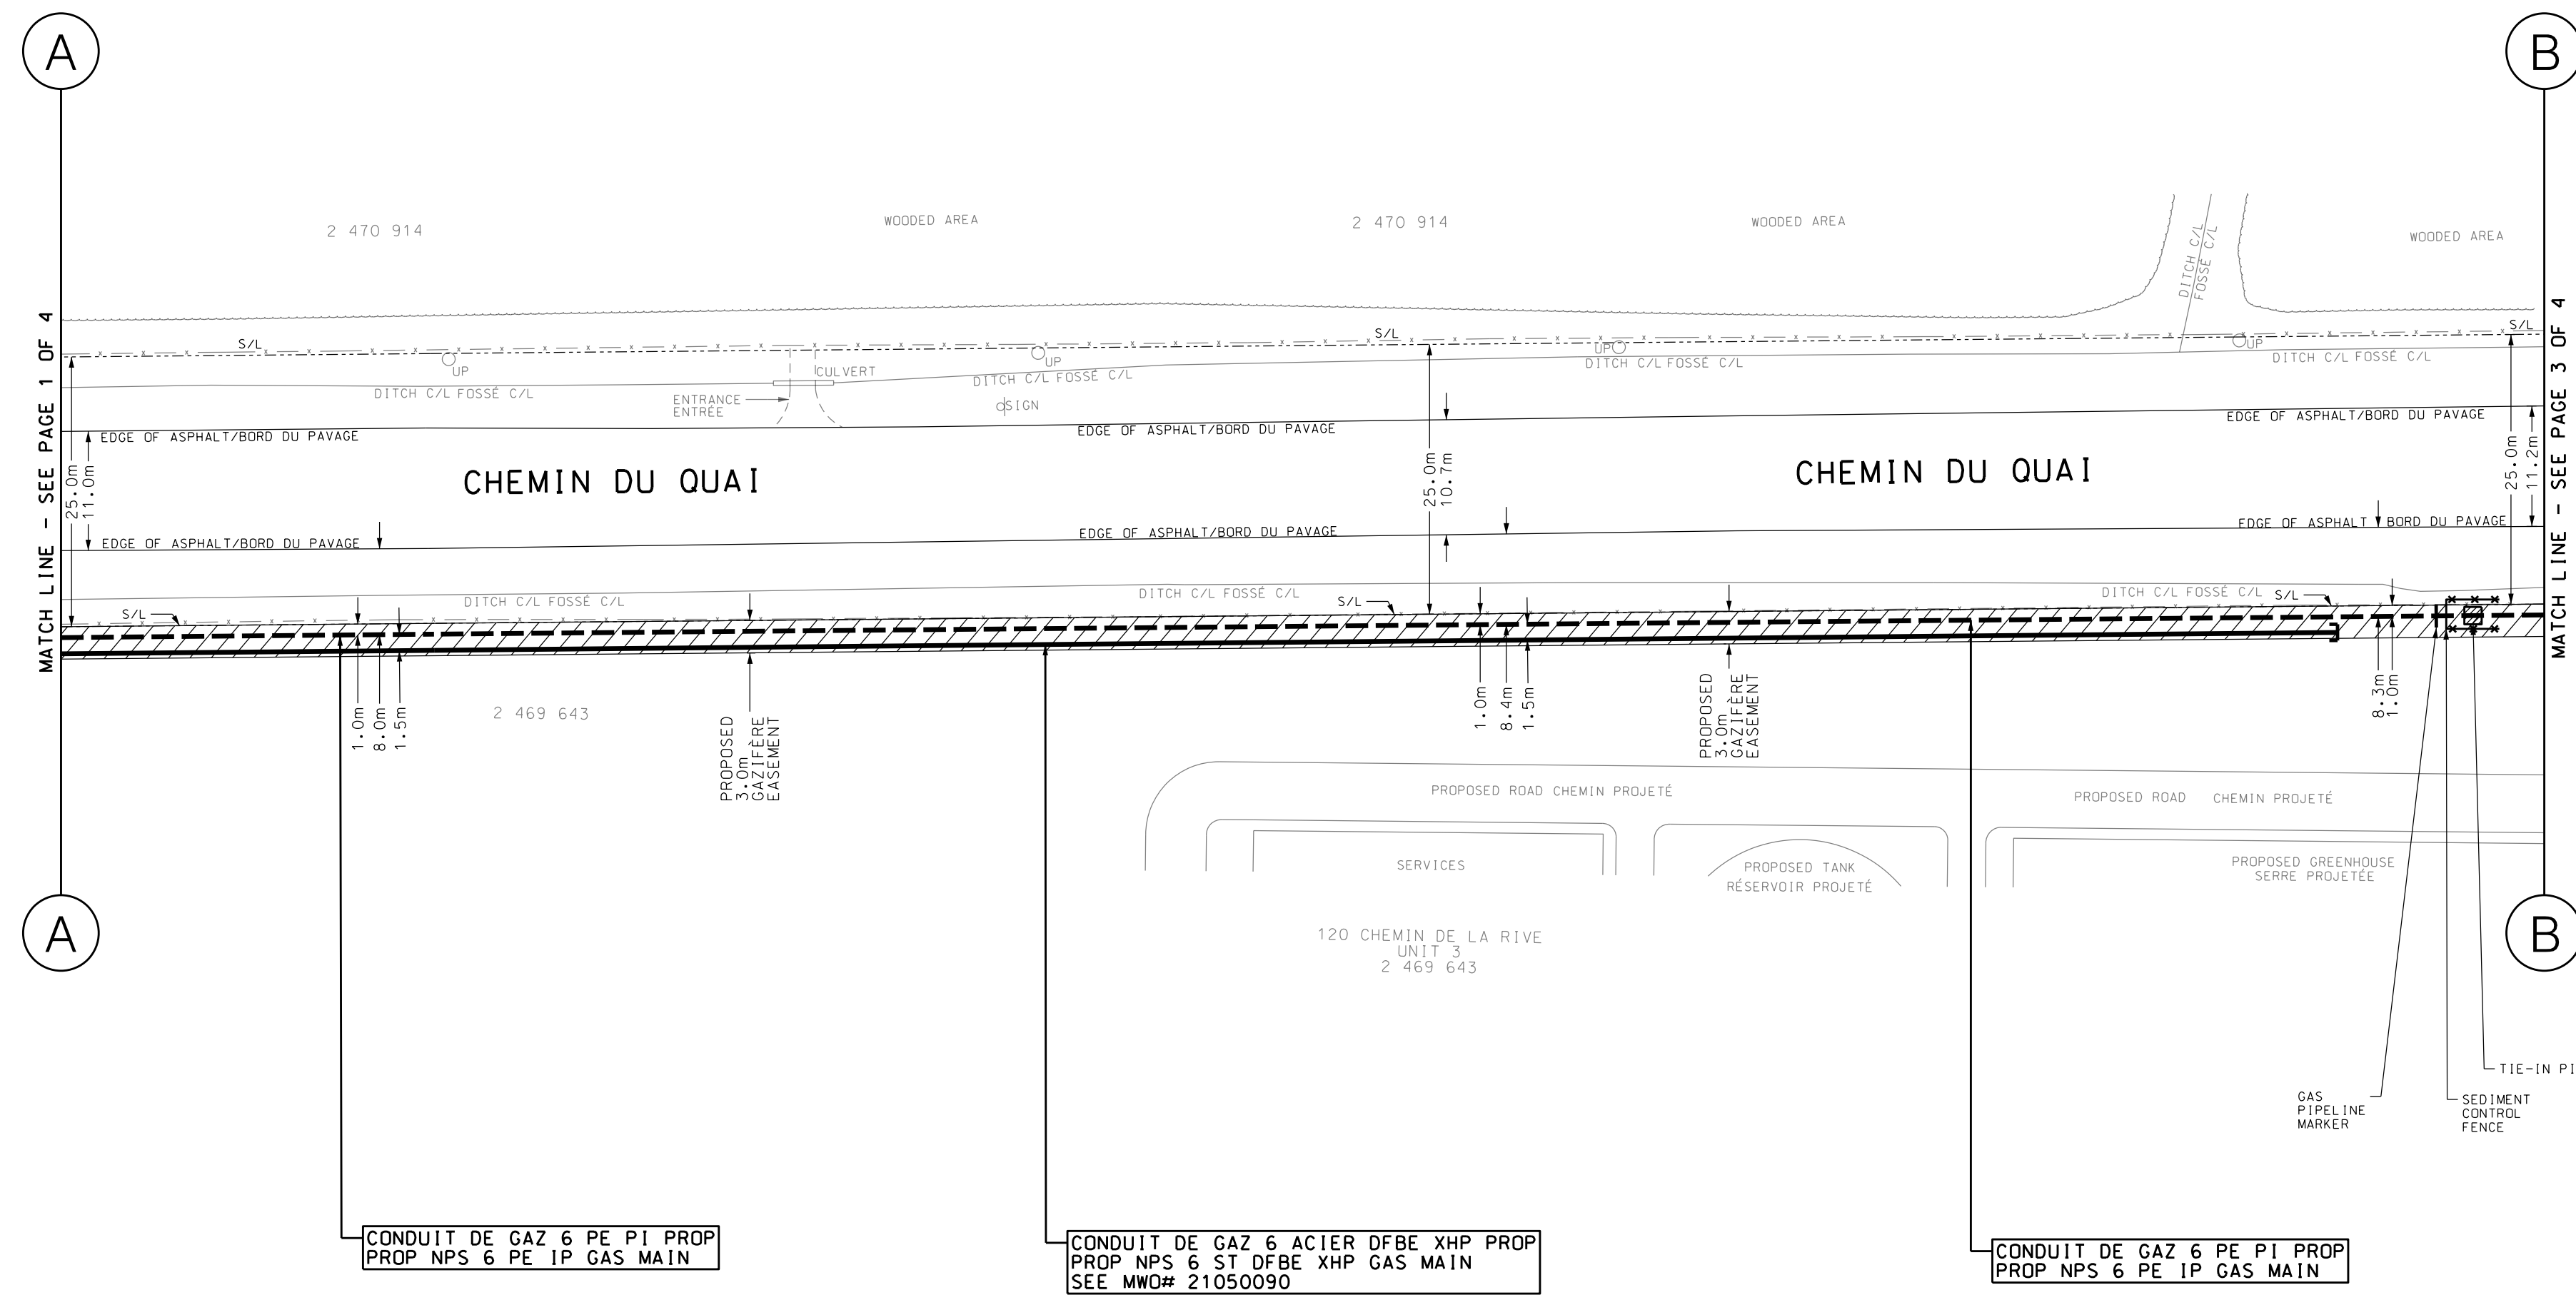 A
B
2 470 914
WOODED AREA
2 470 914
WOODED AREA
WOODED AREA
DITCH C/L
FOSSÉ C/L
MATCH LINE - SEE PAGE 1 OF 4
MATCH LINE - SEE PAGE 3 OF 4
S/L
S/L
S/L
UP
UP
UP
UP
CULVERT
DITCH C/L FOSSÉ C/L
DITCH C/L FOSSÉ C/L
DITCH C/L FOSSÉ C/L
DITCH C/L FOSSÉ C/L
ENTRANCE
ENTRÉE
SIGN
EDGE OF ASPHALT/BORD DU PAVAGE
EDGE OF ASPHALT/BORD DU PAVAGE
EDGE OF ASPHALT/BORD DU PAVAGE
25.0m
11.0m
CHEMIN DU QUAI
25.0m
10.7m
CHEMIN DU QUAI
25.0m
11.2m
EDGE OF ASPHALT/BORD DU PAVAGE
EDGE OF ASPHALT/BORD DU PAVAGE
EDGE OF ASPHALT BORD DU PAVAGE
S/L
DITCH C/L FOSSÉ C/L
DITCH C/L FOSSÉ C/L
S/L
DITCH C/L FOSSÉ C/L
S/L
1.0m
8.0m
1.5m
2 469 643
PROPOSED
3.0m
GAZIFÈRE
EASEMENT
1.0m
8.4m
1.5m
PROPOSED
3.0m
GAZIFÈRE
EASEMENT
8.3m
1.0m
PROPOSED ROAD CHEMIN PROJETÉ
PROPOSED ROAD CHEMIN PROJETÉ
SERVICES
PROPOSED TANK
RÉSERVOIR PROJETÉ
PROPOSED GREENHOUSE
SERRE PROJETÉE
120 CHEMIN DE LA RIVE
UNIT 3
2 469 643
A
B
TIE-IN PI
GAS
PIPELINE
MARKER
SEDIMENT
CONTROL
FENCE
CONDUIT DE GAZ 6 PE PI PROP
PROP NPS 6 PE IP GAS MAIN
CONDUIT DE GAZ 6 ACIER DFBE XHP PROP
PROP NPS 6 ST DFBE XHP GAS MAIN
SEE MWO# 21050090
CONDUIT DE GAZ 6 PE PI PROP
PROP NPS 6 PE IP GAS MAIN